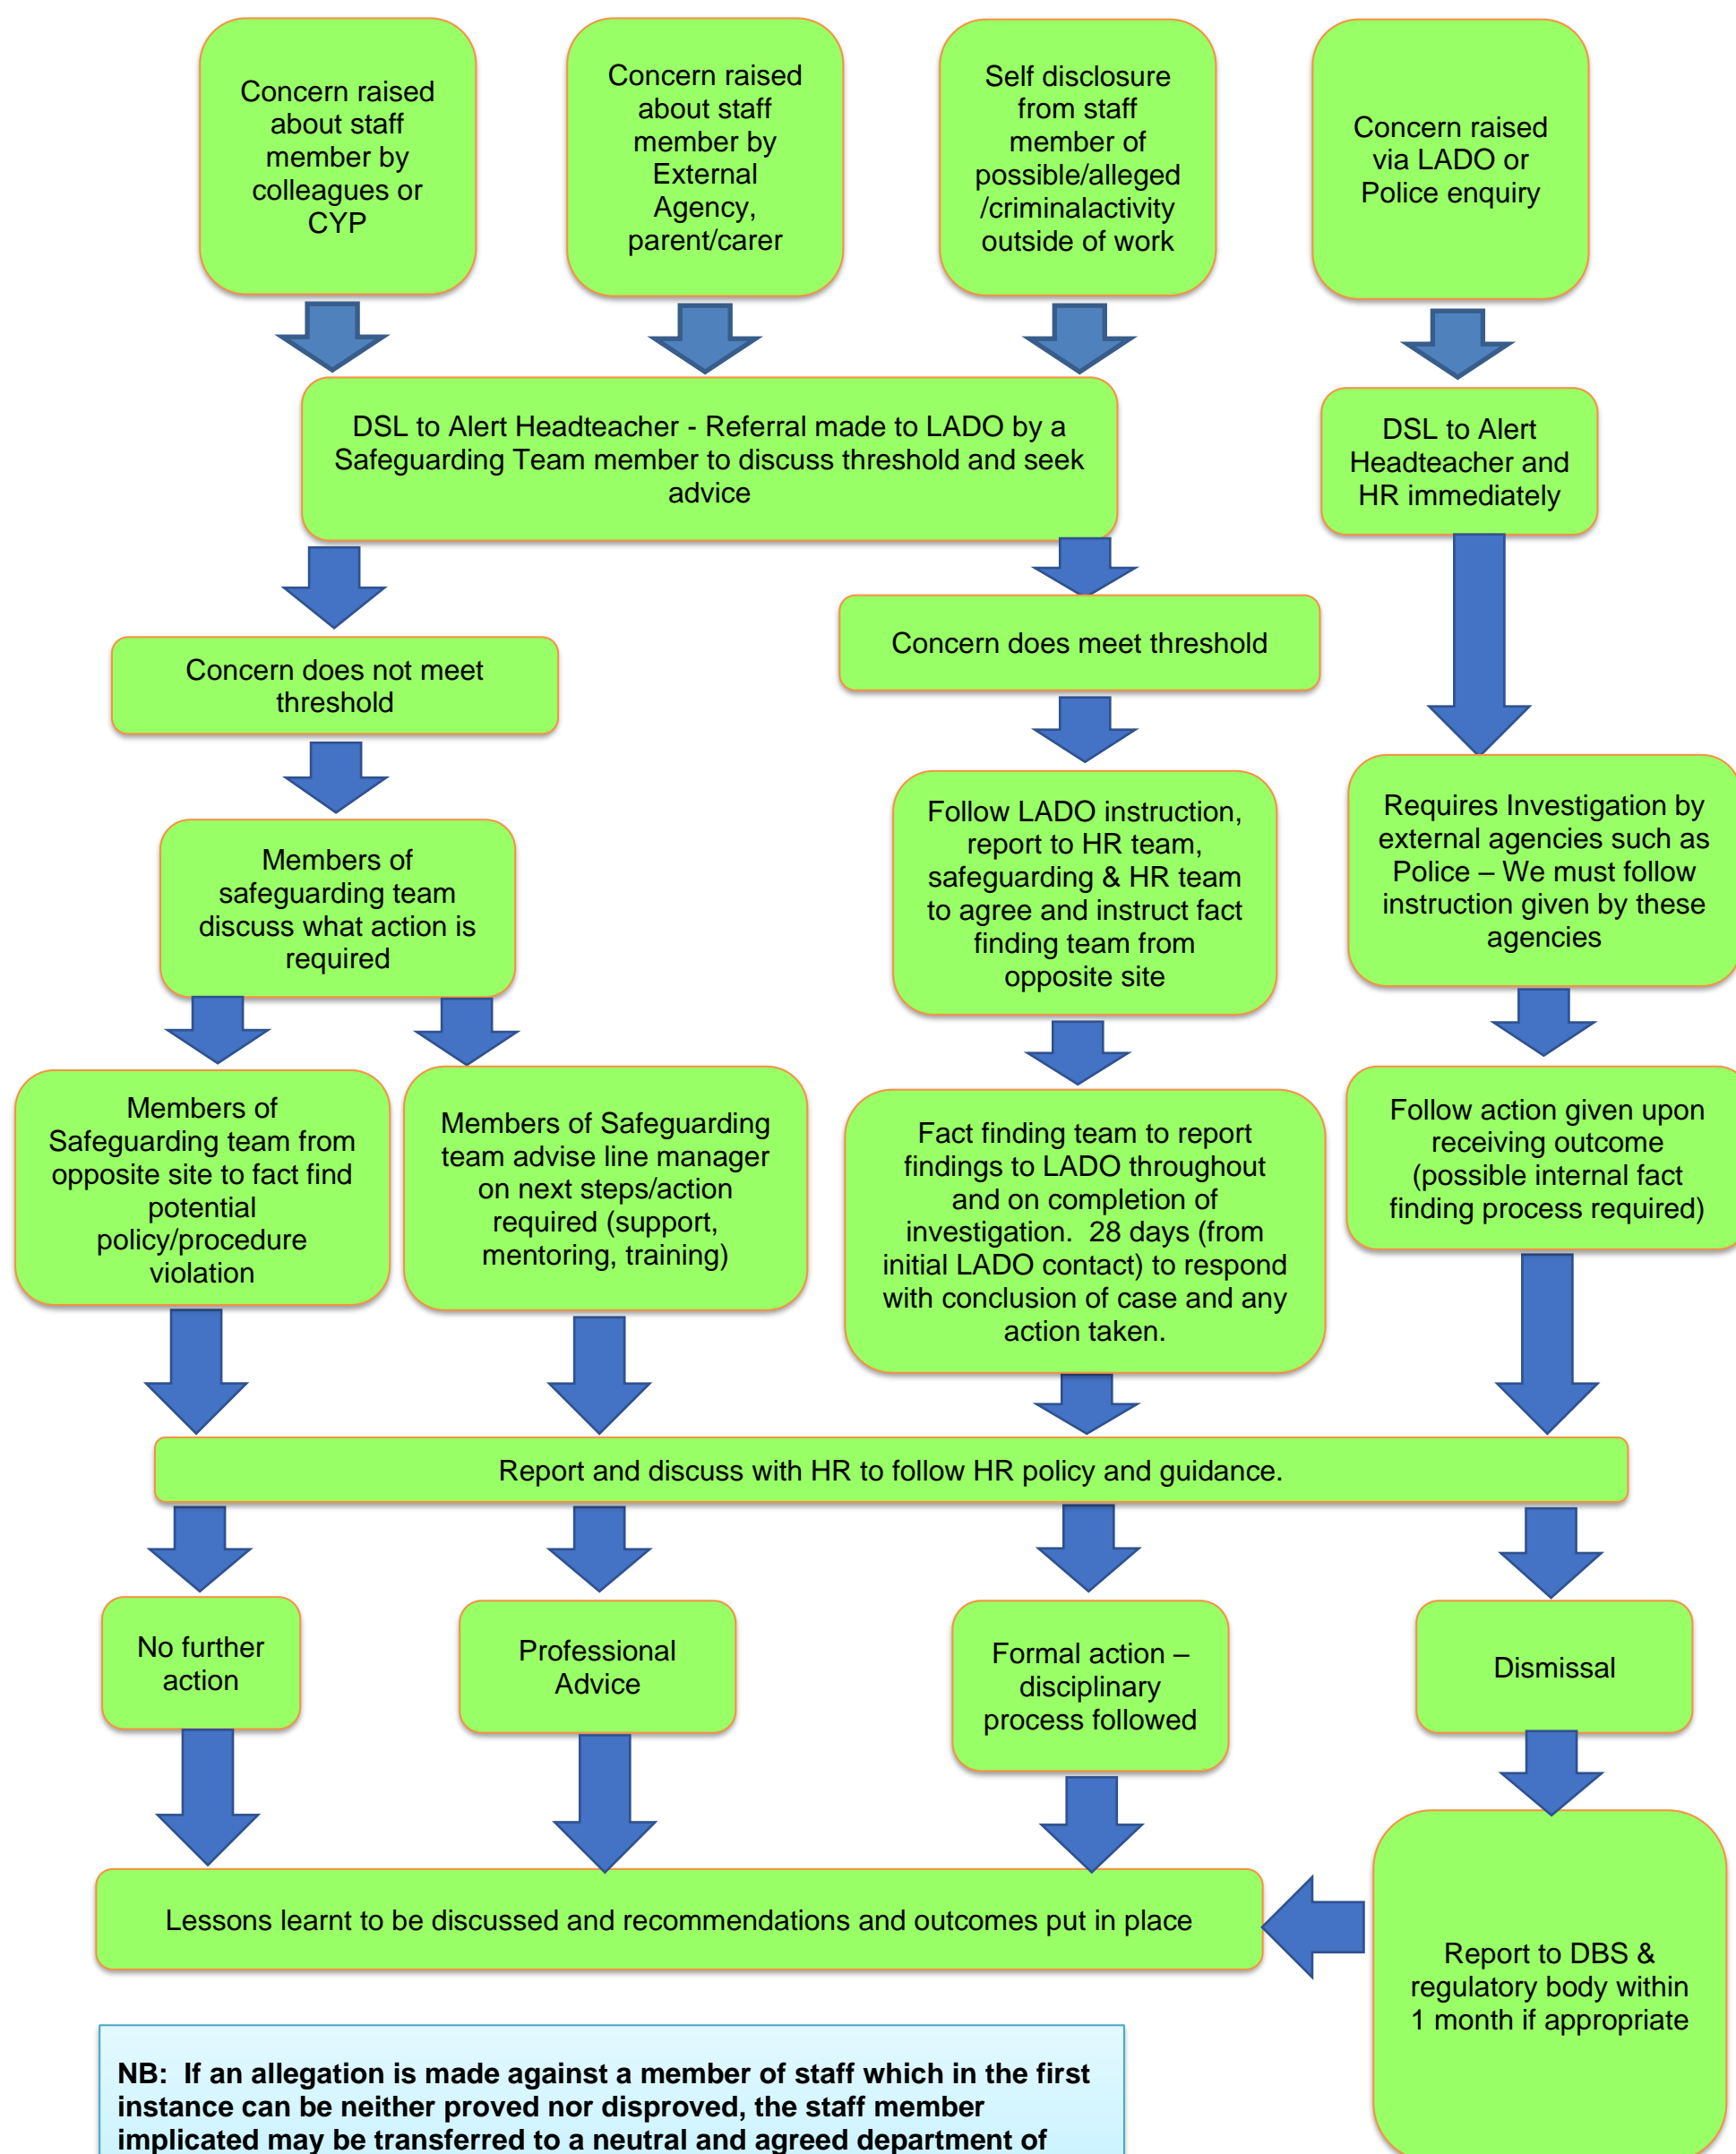 Concern raised
about staff
member by
colleagues or
CYP
Concern raised
about staff
member by
External
Agency,
parent/carer
Self disclosure
from staff
member of
possible/alleged
/criminalactivity
outside of work
Concern raised
via LADO or
Police enquiry
DSL to Alert Headteacher - Referral made to LADO by a
Safeguarding Team member to discuss threshold and seek
advice
DSL to Alert
Headteacher and
HR immediately
Concern does not meet
threshold
Concern does meet threshold
Members of
safeguarding team
discuss what action is
required
Follow LADO instruction,
report to HR team,
safeguarding & HR team
to agree and instruct fact
finding team from
opposite site
Requires Investigation by
external agencies such as
Police – We must follow
instruction given by these
agencies
Members of
Safeguarding team from
opposite site to fact find
potential
policy/procedure
violation
Members of Safeguarding
team advise line manager
on next steps/action
required (support,
mentoring, training)
Fact finding team to report
findings to LADO throughout
and on completion of
investigation.  28 days (from
initial LADO contact) to respond
with conclusion of case and any
action taken.
Follow action given upon
receiving outcome
(possible internal fact
finding process required)
Report and discuss with HR to follow HR policy and guidance.
No further
action
Professional
Advice
Formal action –
disciplinary
process followed
Dismissal
Lessons learnt to be discussed and recommendations and outcomes put in place
Report to DBS &
regulatory body within
1 month if appropriate
NB:  If an allegation is made against a member of staff which in the first
instance can be neither proved nor disproved, the staff member
implicated may be transferred to a neutral and agreed department of